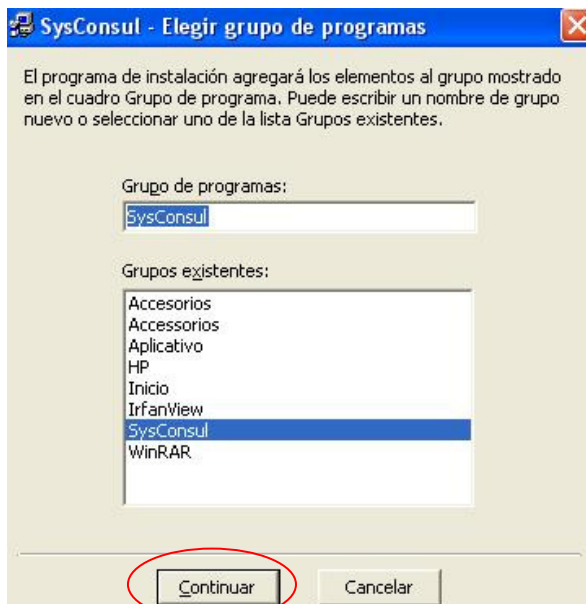 SysConsul - Elegir grupo de programas
El programa de instalación agregará los elementos al grupo mostrado
en el cuadro Grupo de programa. Puede escribir un nombre de grupo
nuevo o seleccionar uno de la lista Grupos existentes.
Grupo de programas:
SysConsul
Grupos existentes:
Accesorios
Accessorios
Aplicativo
HP
Inicio
IrfanView
SysConsul
WinRAR
Continuar
Cancelar